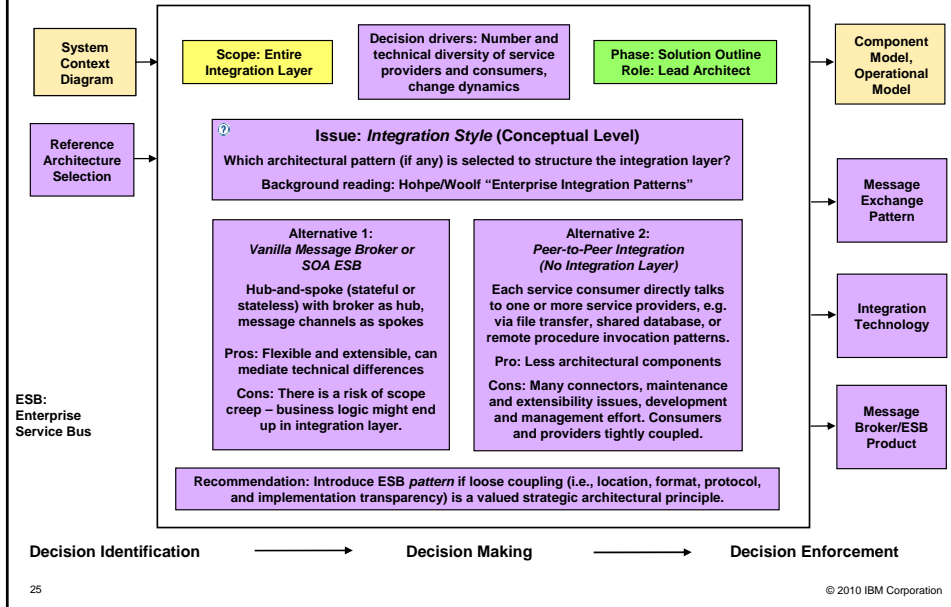 System
Context
Diagram
Scope: Entire
Integration Layer
Decision drivers: Number and
technical diversity of service
providers and consumers,
change dynamics
Phase: Solution Outline
Role: Lead Architect
Component
Model,
Operational
Model
Reference
Architecture
Selection
Issue: Integration Style (Conceptual Level)
Which architectural pattern (if any) is selected to structure the integration layer?
Background reading: Hohpe/Woolf “Enterprise Integration Patterns”
Message
Exchange
Pattern
Alternative 1:
Vanilla Message Broker or
SOA ESB
Hub-and-spoke (stateful or
stateless) with broker as hub,
message channels as spokes
Pros: Flexible and extensible, can
mediate technical differences
Cons: There is a risk of scope
creep – business logic might end
up in integration layer.
Alternative 2:
Peer-to-Peer Integration
(No Integration Layer)
Each service consumer directly talks
to one or more service providers, e.g.
via file transfer, shared database, or
remote procedure invocation patterns.
Pro: Less architectural components
Cons: Many connectors, maintenance
and extensibility issues, development
and management effort. Consumers
and providers tightly coupled.
Integration
Technology
ESB:
Enterprise
Service Bus
Message
Broker/ESB
Product
Recommendation: Introduce ESB pattern if loose coupling (i.e., location, format, protocol,
and implementation transparency) is a valued strategic architectural principle.
Decision Identification
Decision Making
Decision Enforcement
25
© 2010 IBM Corporation